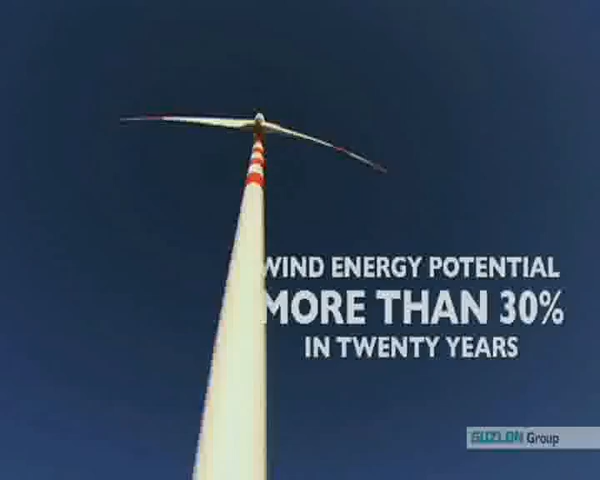 WIND ENERGY POTENTIAL
MORE THAN 30%
IN TWENTY YEARS
SUZLON Group